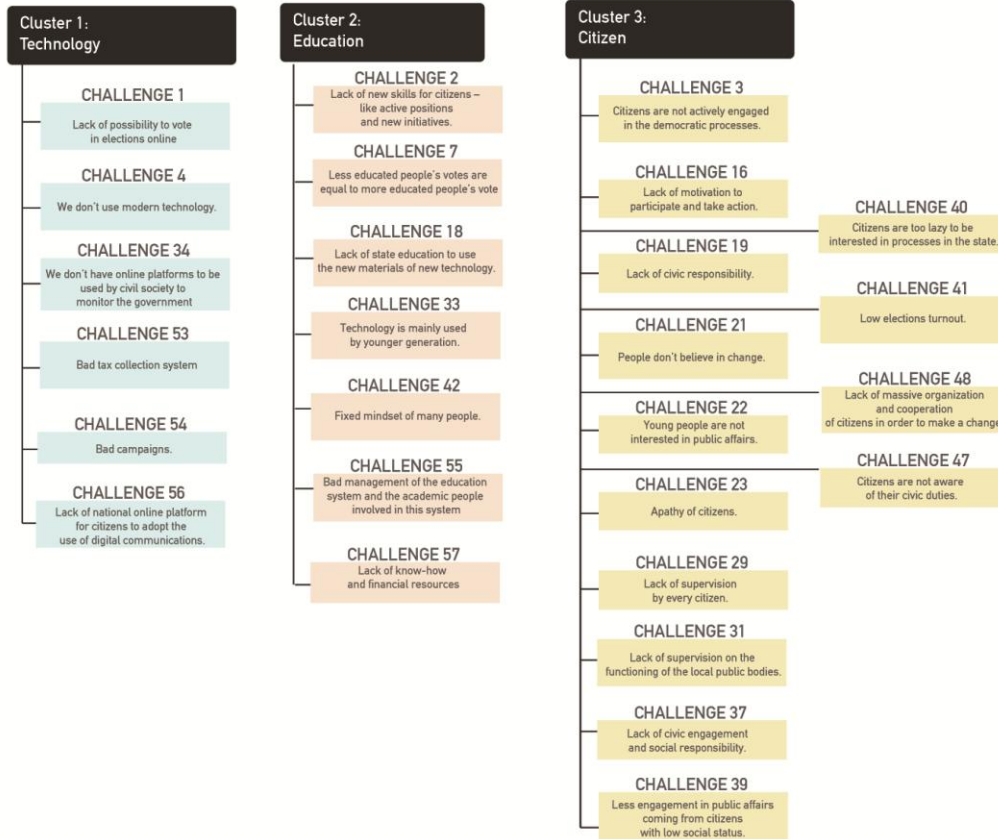 Cluster 1:
Technology
CHALLENGE 1
Lack of possibility to vote
in elections online
CHALLENGE 4
We don't use modern technology.
CHALLENGE 34
We don't have online platforms to be
used by civil society to
monitor the government
CHALLENGE 53
Bad tax collection system
CHALLENGE 54
Bad campaigns.
CHALLENGE 56
Lack of national online platform
for citizens to adopt the
use of digital communications.
Cluster 2:
Education
CHALLENGE 2
Lack of new skills for citizens –
like active positions
and new initiatives.
CHALLENGE 7
Less educated people's votes are
equal to more educated people's vote
CHALLENGE 18
Lack of state education to use
the new materials of new technology.
CHALLENGE 33
Technology is mainly used
by younger generation.
CHALLENGE 42
Fixed mindset of many people.
CHALLENGE 55
Bad management of the education
system and the academic people
involved in this system
CHALLENGE 57
Lack of know-how
and financial resources
Cluster 3:
Citizen
CHALLENGE 3
Citizens are not actively engaged
in the democratic processes.
CHALLENGE 16
Lack of motivation to
participate and take action.
CHALLENGE 19
Lack of civic responsibility.
CHALLENGE 21
People don't believe in change.
CHALLENGE 22
Young people are not
interested in public affairs.
CHALLENGE 23
Apathy of citizens.
CHALLENGE 29
Lack of supervision
by every citizen.
CHALLENGE 31
Lack of supervision on the
functioning of the local public bodies.
CHALLENGE 37
Lack of civic engagement
and social responsibility.
CHALLENGE 39
Less engagement in public affairs
coming from citizens
with low social status.
CHALLENGE 40
Citizens are too lazy to be
interested in processes in the state.
CHALLENGE 41
Low elections turnout.
CHALLENGE 48
Lack of massive organization
and cooperation
of citizens in order to make a change
CHALLENGE 47
Citizens are not aware
of their civic duties.